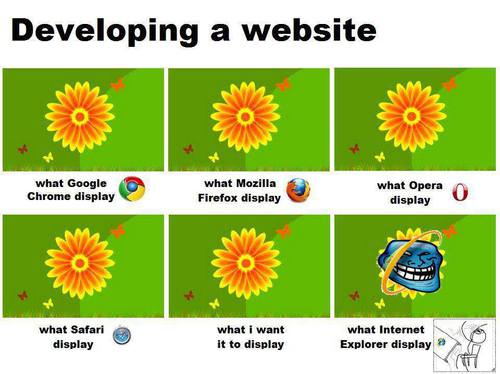 Developing a website
what Google
Chrome display
what Mozilla
Firefox display
what Opera
display
what Safari
display
what i want
it to display
what Internet
Explorer display